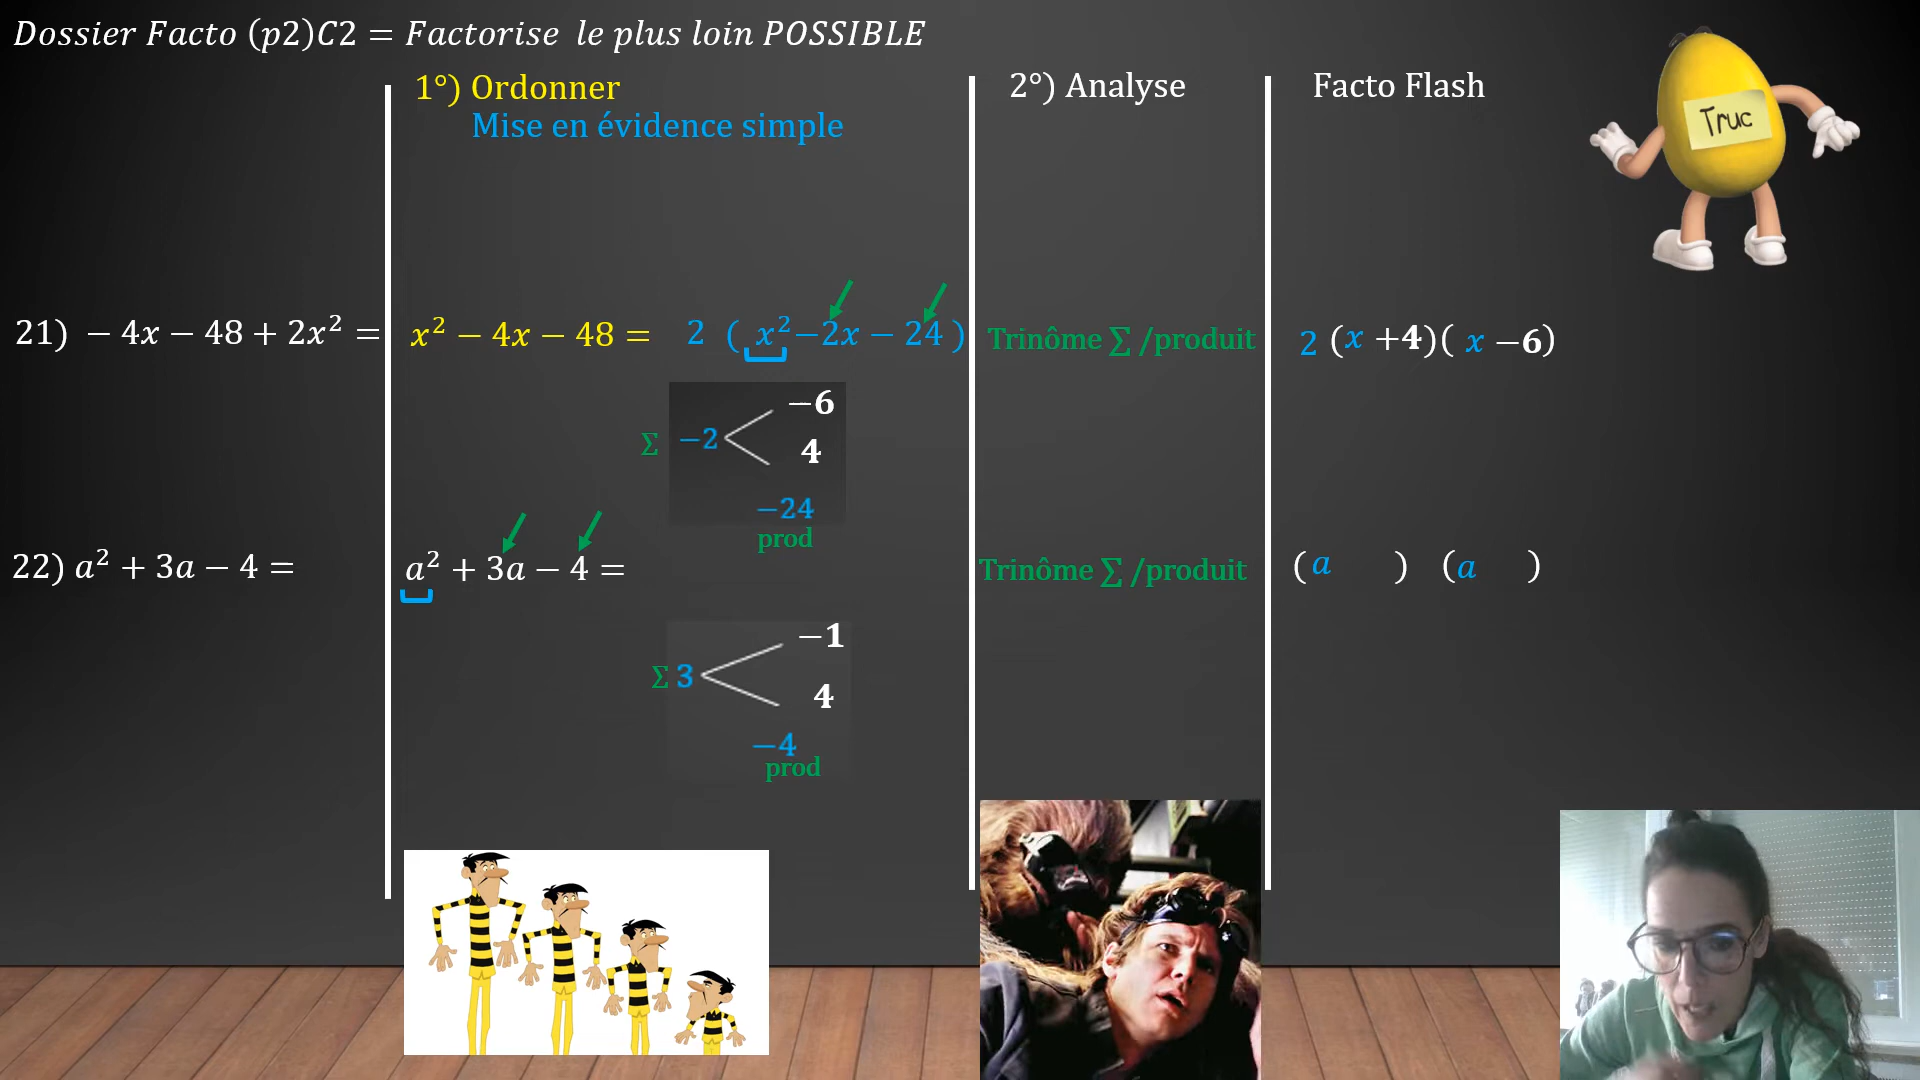 Dossier Facto (p2)C2 = Factorise le plus loin POSSIBLE
1°) Ordonner
Mise en évidence simple
2°) Analyse
Facto Flash
Truc
21) − 4x − 48 + 2x² =
x² − 4x − 48 =
2 ( x² −2x − 24 )
Trinôme Σ /produit
2 (x +4)( x −6)
Σ −2
−6
4
−24
prod
22) a² + 3a − 4 =
a² + 3a − 4 =
Trinôme Σ /produit
(a ) (a )
Σ 3
−1
4
−4
prod